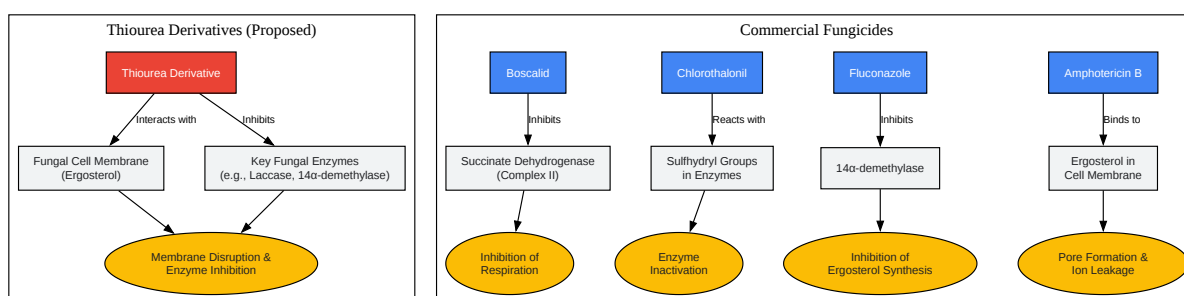 Thiourea Derivatives (Proposed)
Thiourea Derivative
Interacts with
Inhibits
Fungal Cell Membrane
(Ergosterol)
Key Fungal Enzymes
(e.g., Laccase, 14α-demethylase)
Membrane Disruption &
Enzyme Inhibition
Commercial Fungicides
Boscalid
Inhibits
Succinate Dehydrogenase
(Complex II)
Inhibition of
Respiration
Chlorothalonil
Reacts with
Sulfhydryl Groups
in Enzymes
Enzyme
Inactivation
Fluconazole
Inhibits
14α-demethylase
Inhibition of
Ergosterol Synthesis
Amphotericin B
Binds to
Ergosterol in
Cell Membrane
Pore Formation &
Ion Leakage